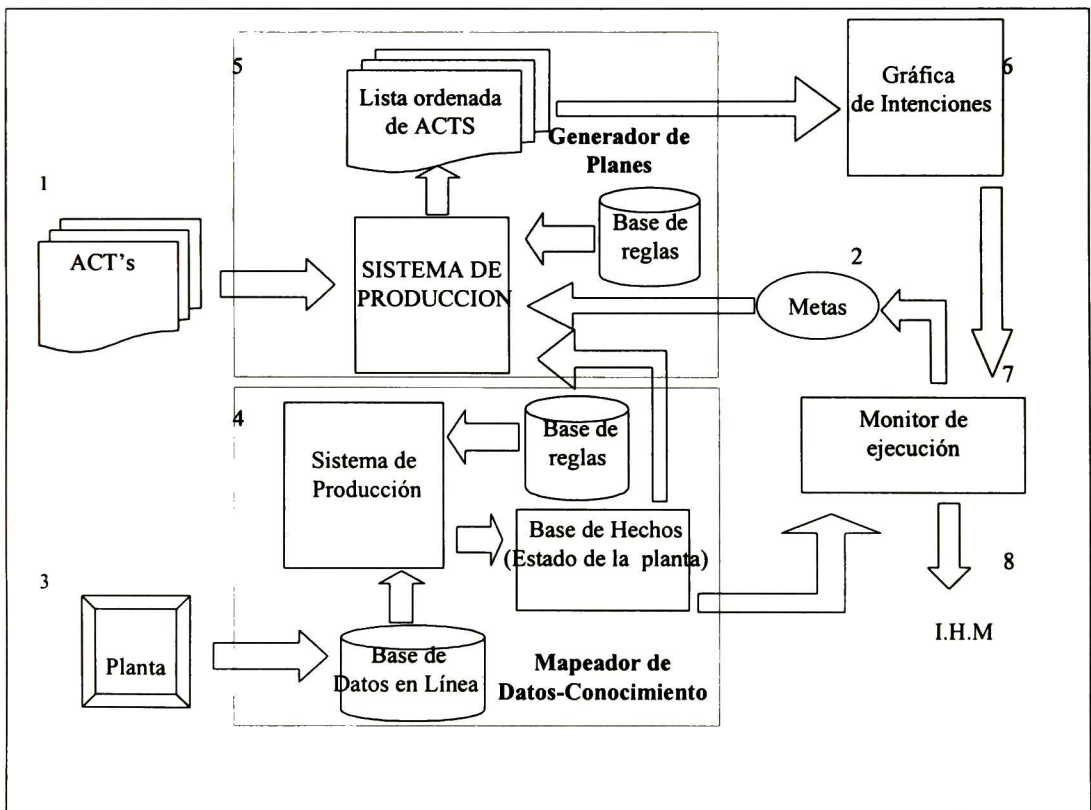 5
Lista ordenada
de ACTS
Generador de
Planes
Gráfica
de Intenciones
6
1
ACT's
SISTEMA DE
PRODUCCION
Base de
reglas
2
Metas
7
Monitor de
ejecución
4
Sistema de
Producción
Base de
reglas
Base de Hechos
(Estado de la planta)
3
Planta
Base de
Datos en Línea
Mapeador de
Datos-Conocimiento
8
I.H.M